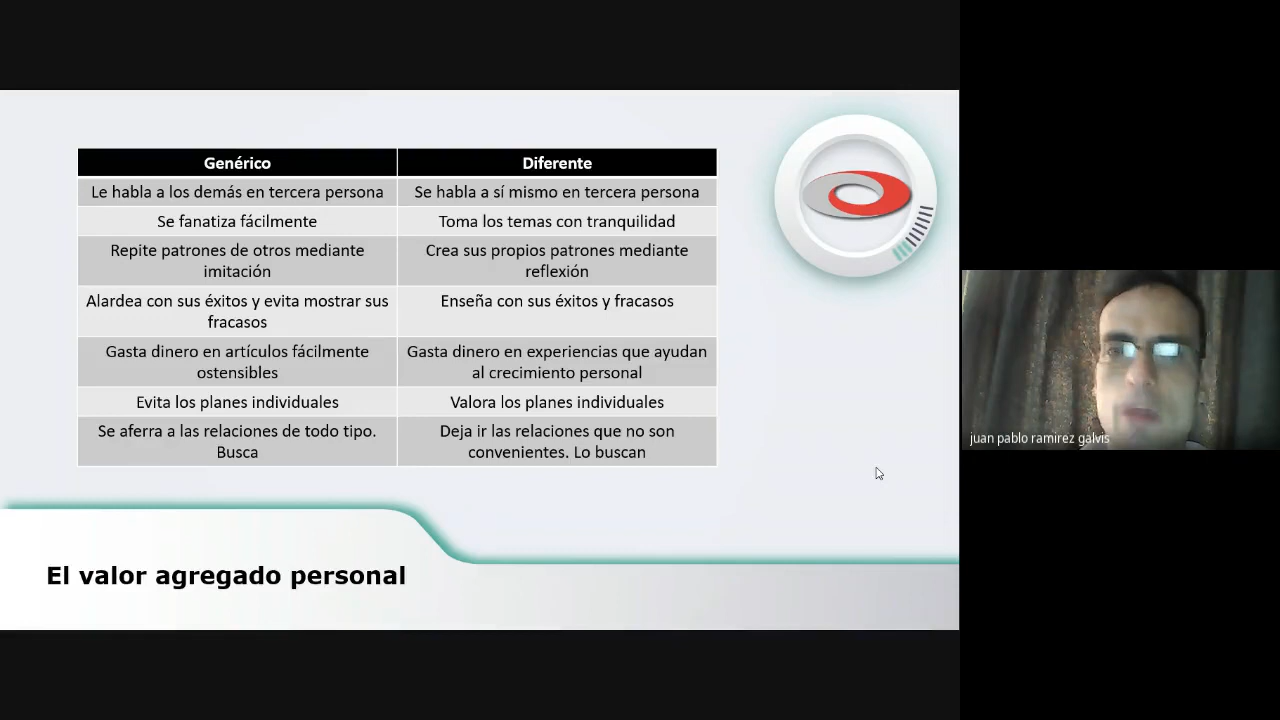 Genérico
Diferente
Le habla a los demás en tercera persona
Se habla a sí mismo en tercera persona
Se fanatiza fácilmente
Toma los temas con tranquilidad
Repite patrones de otros mediante
imitación
Crea sus propios patrones mediante
reflexión
Alardea con sus éxitos y evita mostrar sus
fracasos
Enseña con sus éxitos y fracasos
Gasta dinero en artículos fácilmente
ostensibles
Gasta dinero en experiencias que ayudan
al crecimiento personal
Evita los planes individuales
Valora los planes individuales
Se aferra a las relaciones de todo tipo.
Busca
Deja ir las relaciones que no son
convenientes. Lo buscan
El valor agregado personal
juan pablo ramirez galvis